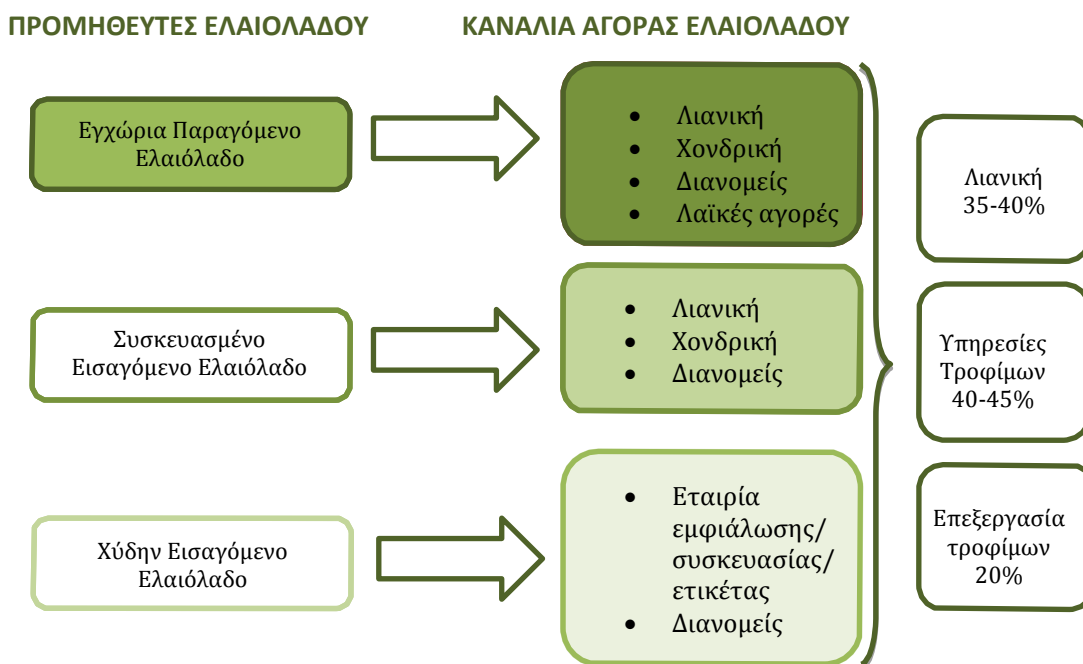 ΠΡΟΜΗΘΕΥΤΕΣ ΕΛΑΙΟΛΑΔΟΥ
ΚΑΝΑΛΙΑ ΑΓΟΡΑΣ ΕΛΑΙΟΛΑΔΟΥ
Εγχώρια Παραγόμενο
Ελαιόλαδο
• Λιανική
• Χονδρική
• Διανομείς
• Λαϊκές αγορές
Λιανική
35-40%
Συσκευασμένο
Εισαγόμενο Ελαιόλαδο
• Λιανική
• Χονδρική
• Διανομείς
Υπηρεσίες
Τροφίμων
40-45%
Χύδην Εισαγόμενο
Ελαιόλαδο
• Εταιρία
εμφιάλωσης/
συσκευασίας/
ετικέτας
• Διανομείς
Επεξεργασία
τροφίμων
20%